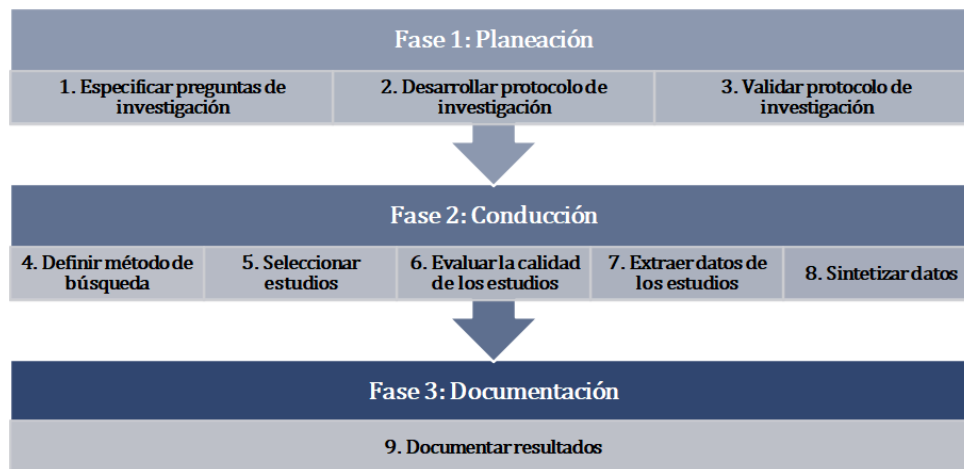 Fase 1: Planeación
1. Especificar preguntas de
investigación
2. Desarrollar protocolo de
investigación
3. Validar protocolo de
investigación
Fase 2: Conducción
4. Definir método de
búsqueda
5. Seleccionar
estudios
6. Evaluar la calidad
de los estudios
7. Extraer datos de
los estudios
8. Sintetizar datos
Fase 3: Documentación
9. Documentar resultados